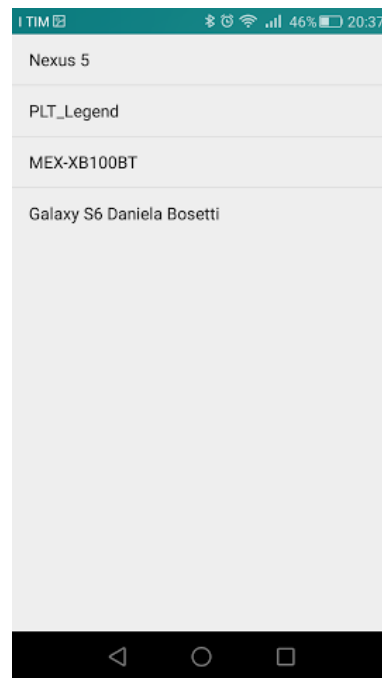 I TIM 46% 20:37
Nexus 5
PLT_Legend
MEX-XB100BT
Galaxy S6 Daniela Bosetti